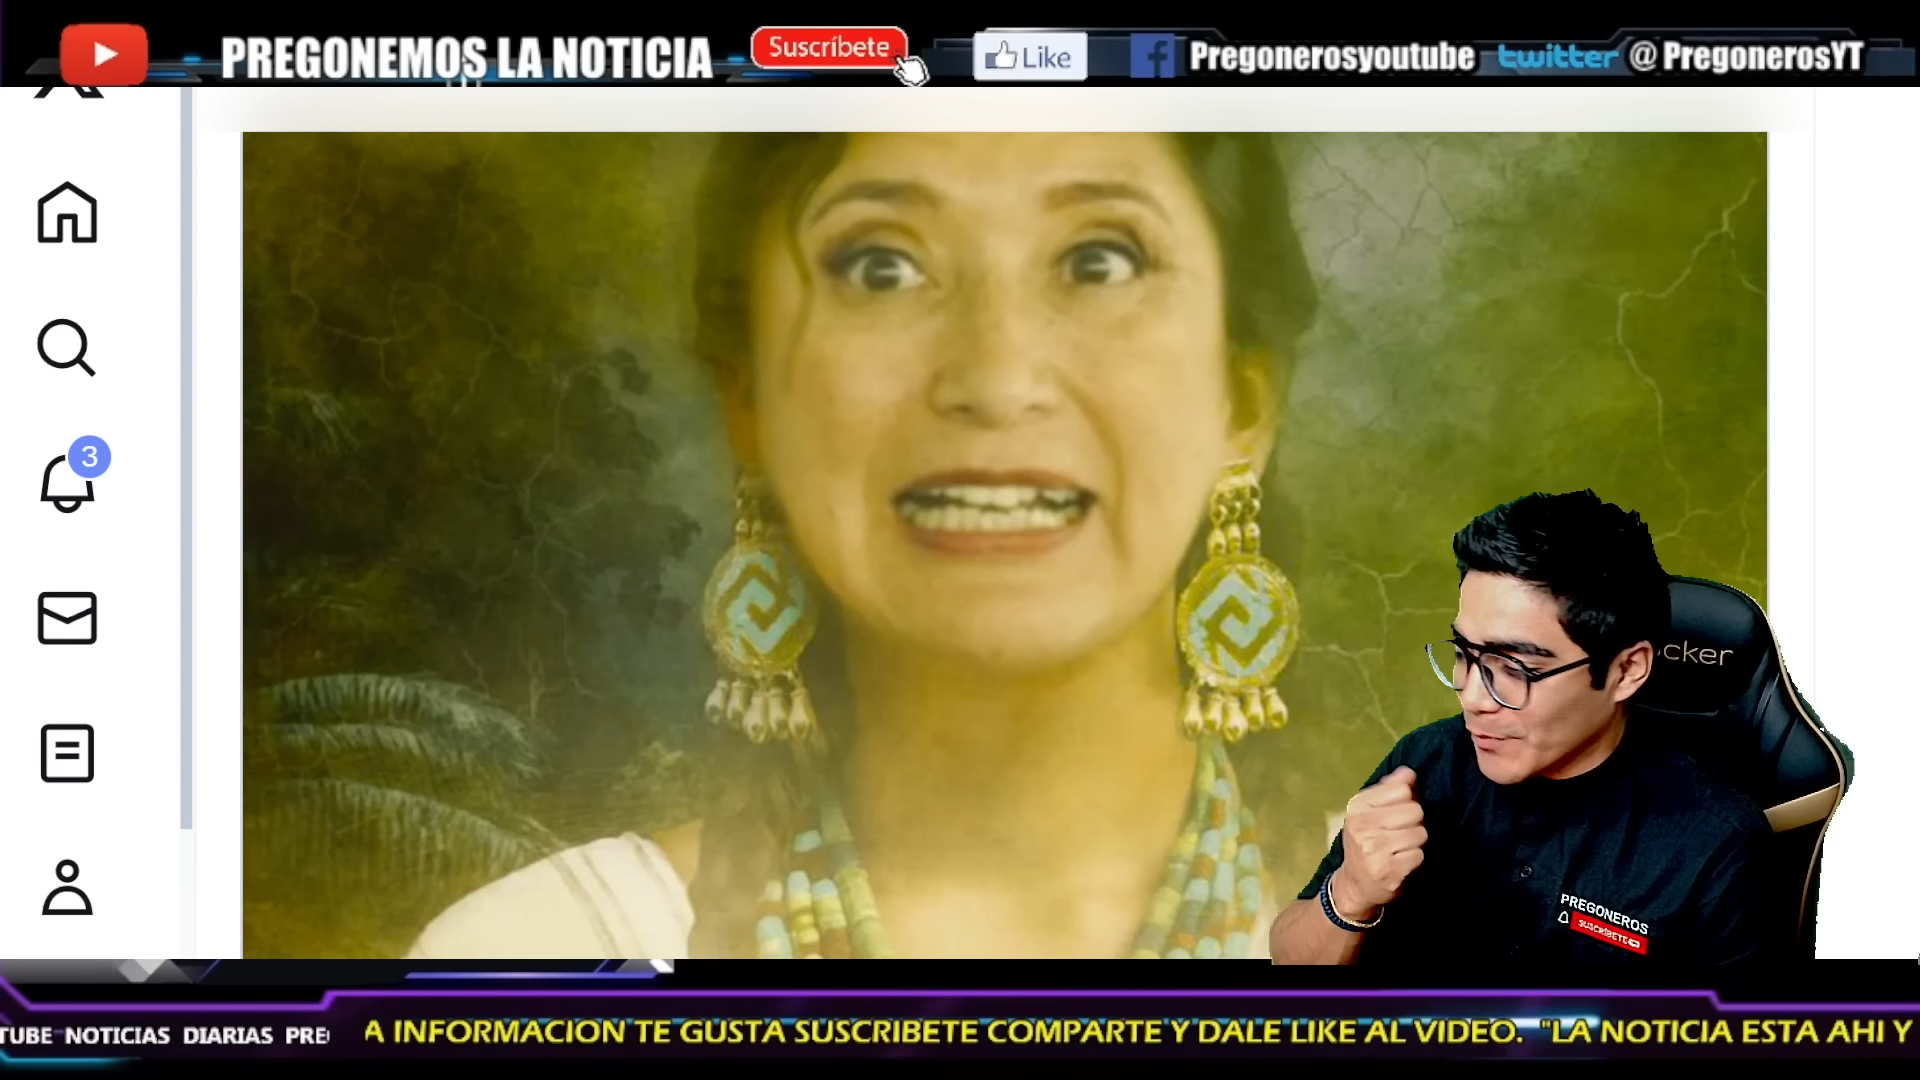 PREGONEMOS LA NOTICIA
Suscríbete
Like
Pregonerosyoutube
twitter @PregonerosYT
3
cker
PREGONEROS
SUSCRÍBETE
TUBE NOTICIAS DIARIAS PRE
A INFORMACION TE GUSTA SUSCRIBETE COMPARTE Y DALE LIKE AL VIDEO. "LA NOTICIA ESTA AHI Y